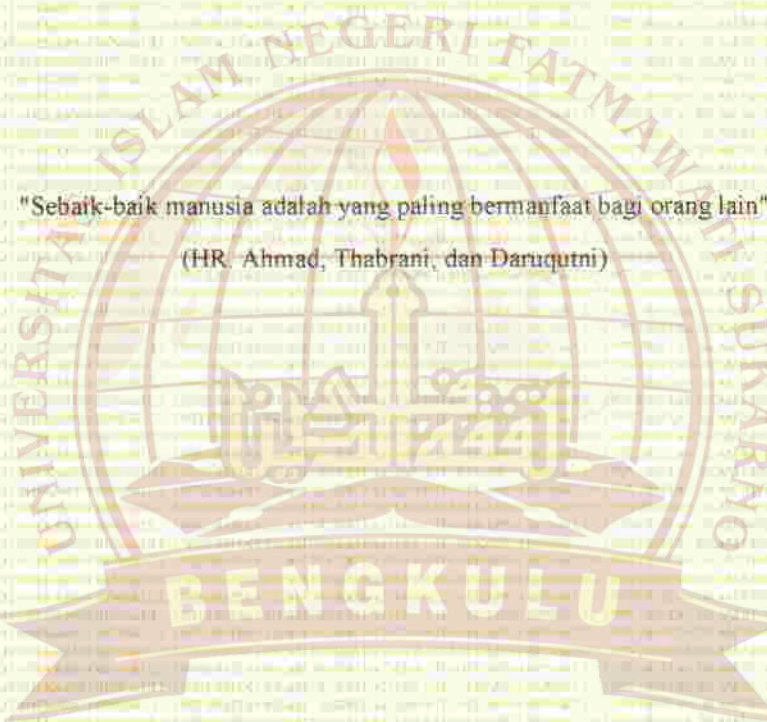 UNIVERSITAS ISLAM NEGERI FATMAWATI SUKARNO
"Sebaik-baik manusia adalah yang paling bermanfaat bagi orang lain"
(HR. Ahmad, Thabrani, dan Daruqutni)
BENGKULU